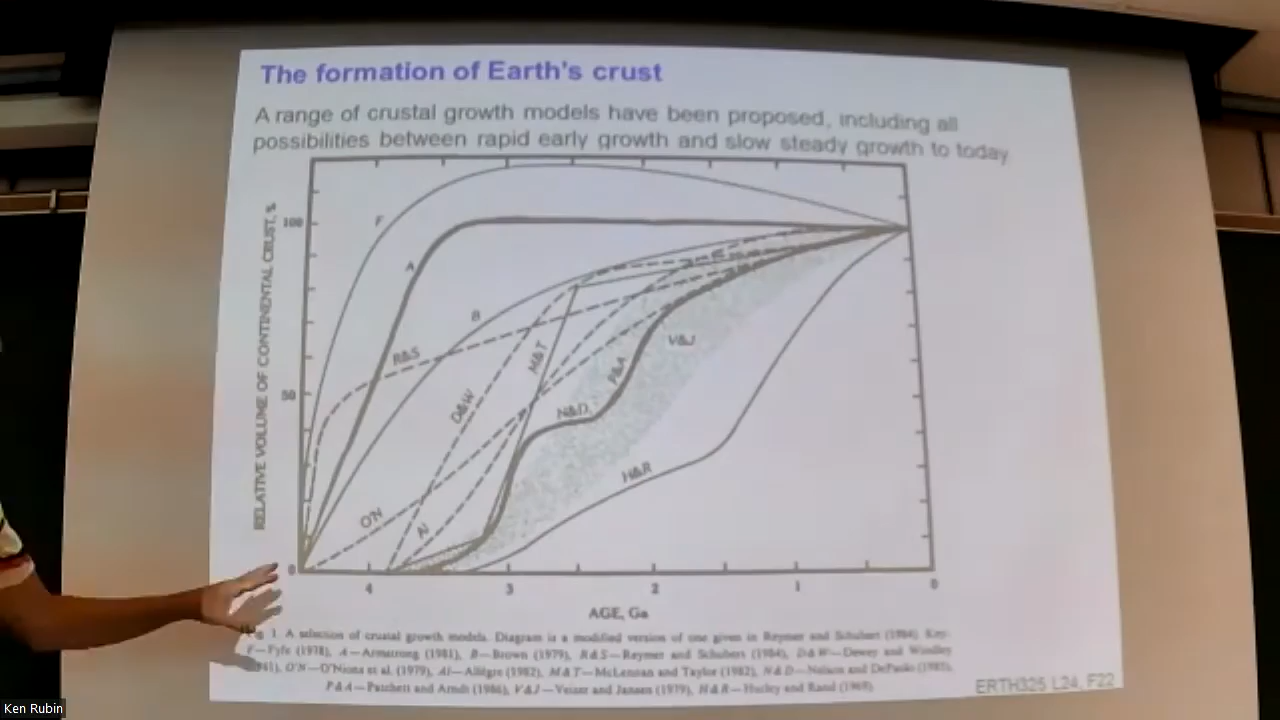 The formation of Earth's crust
A range of crustal growth models have been proposed, including all
possibilities between rapid early growth and slow steady growth to today
RELATIVE VOLUME OF CONTINENTAL CRUST, %
100
50
0
F
A
B
R&S
D&W
M&T
P&A
V&J
N&D
H&R
O'N
Al
4
3
2
1
0
AGE, Ga
1. A selection of crustal growth models. Diagram is a modified version of one given in Reymer and Schubert (1984). Key:
F—Fyfe (1978), A—Armstrong (1981), B—Brown (1979), R&S—Reymer and Schubert (1984), D&W—Dewey and Windley
O'N—O'Nions et al. (1979), Al—Allègre (1982), M&T—McLennan and Taylor (1982), N&D—Nelson and DePaolo (1985),
P&A—Patchett and Arndt (1986), V&J—Veizer and Jansen (1979), H&R—Hurley and Rand (1969).
ERTH325 L24, F22
Ken Rubin